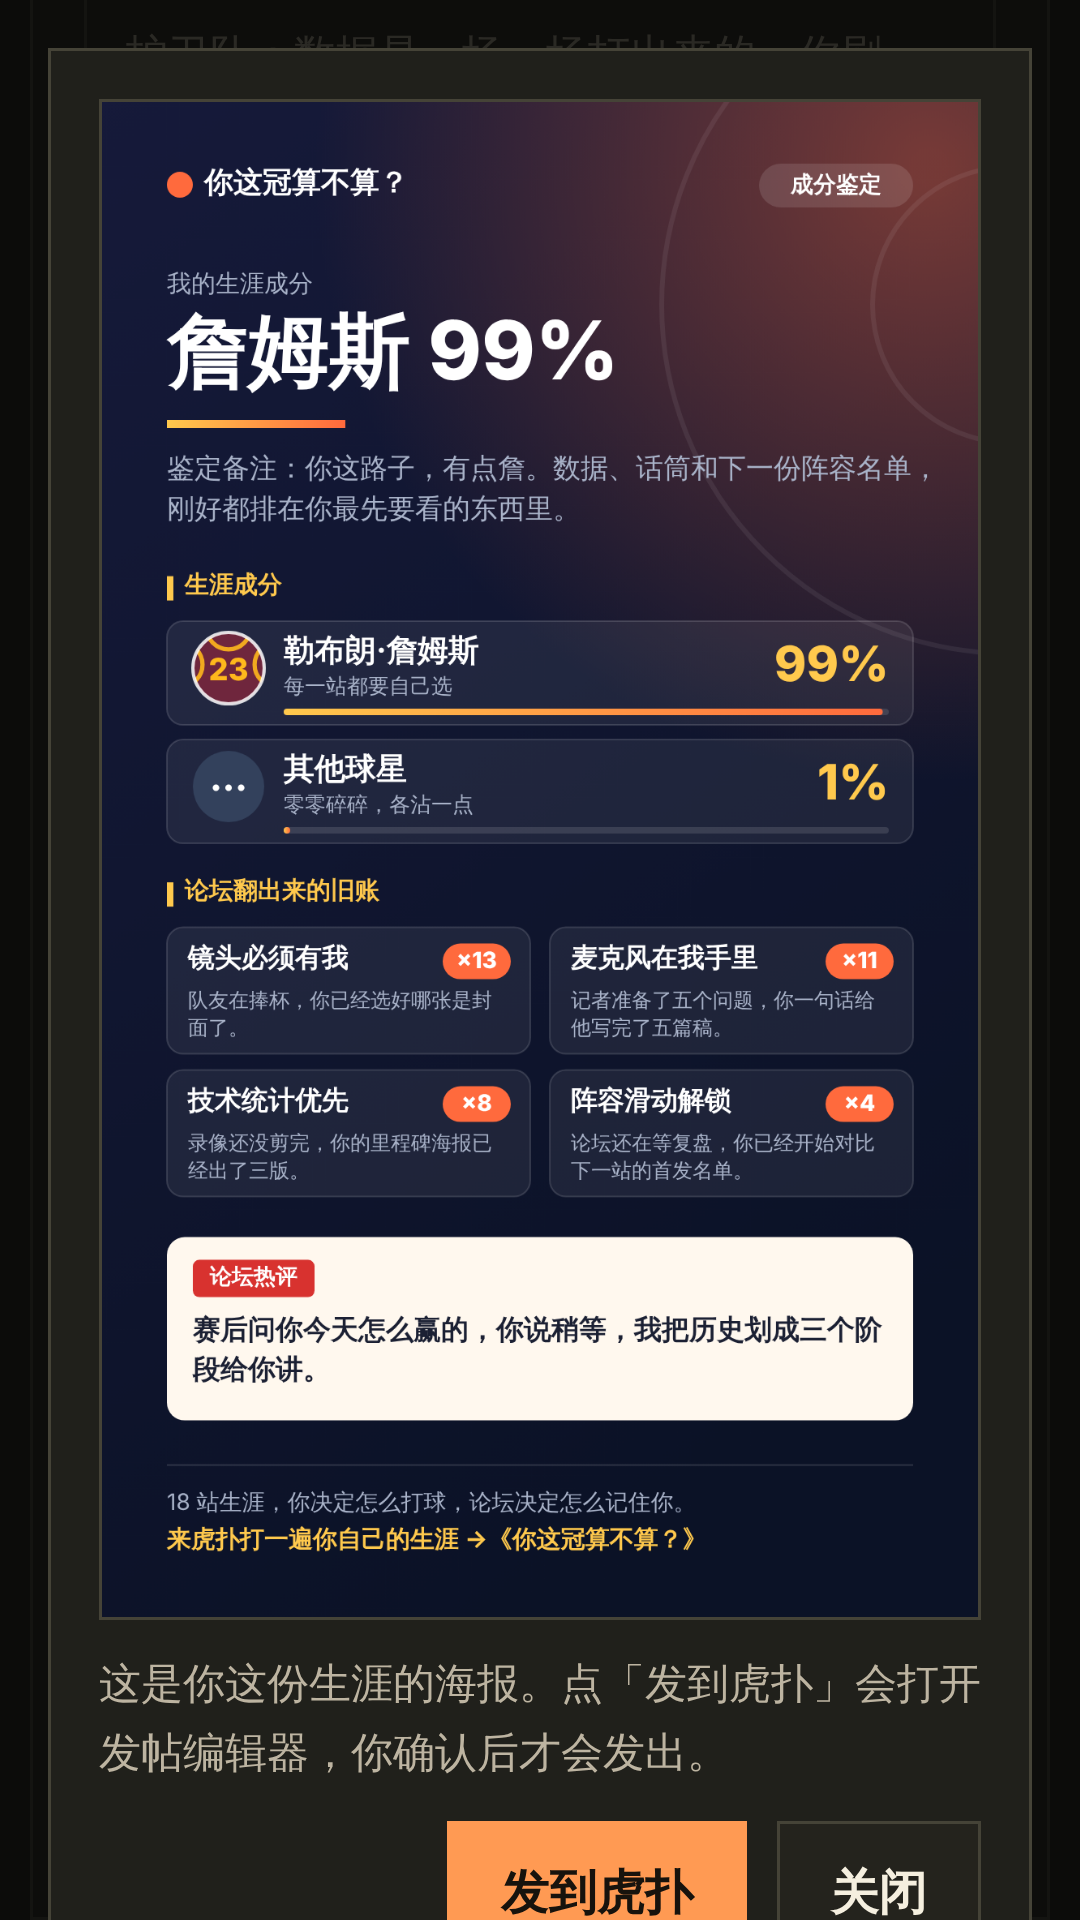 你这冠算不算？
成分鉴定
我的生涯成分
詹姆斯 99%
鉴定备注：你这路子，有点詹。数据、话筒和下一份阵容名单，
刚好都排在你最先要看的东西里。
生涯成分
23
勒布朗·詹姆斯
每一站都要自己选
99%
其他球星
零零碎碎，各沾一点
1%
论坛翻出来的旧账
镜头必须有我
×13
队友在捧杯，你已经选好哪张是封
面了。
麦克风在我手里
×11
记者准备了五个问题，你一句话给
他写完了五篇稿。
技术统计优先
×8
录像还没剪完，你的里程碑海报已
经出了三版。
阵容滑动解锁
×4
论坛还在等复盘，你已经开始对比
下一站的首发名单。
论坛热评
赛后问你今天怎么赢的，你说稍等，我把历史划成三个阶
段给你讲。
18 站生涯，你决定怎么打球，论坛决定怎么记住你。
来虎扑打一遍你自己的生涯 →《你这冠算不算？》
这是你这份生涯的海报。点「发到虎扑」会打开
发帖编辑器，你确认后才会发出。
发到虎扑
关闭